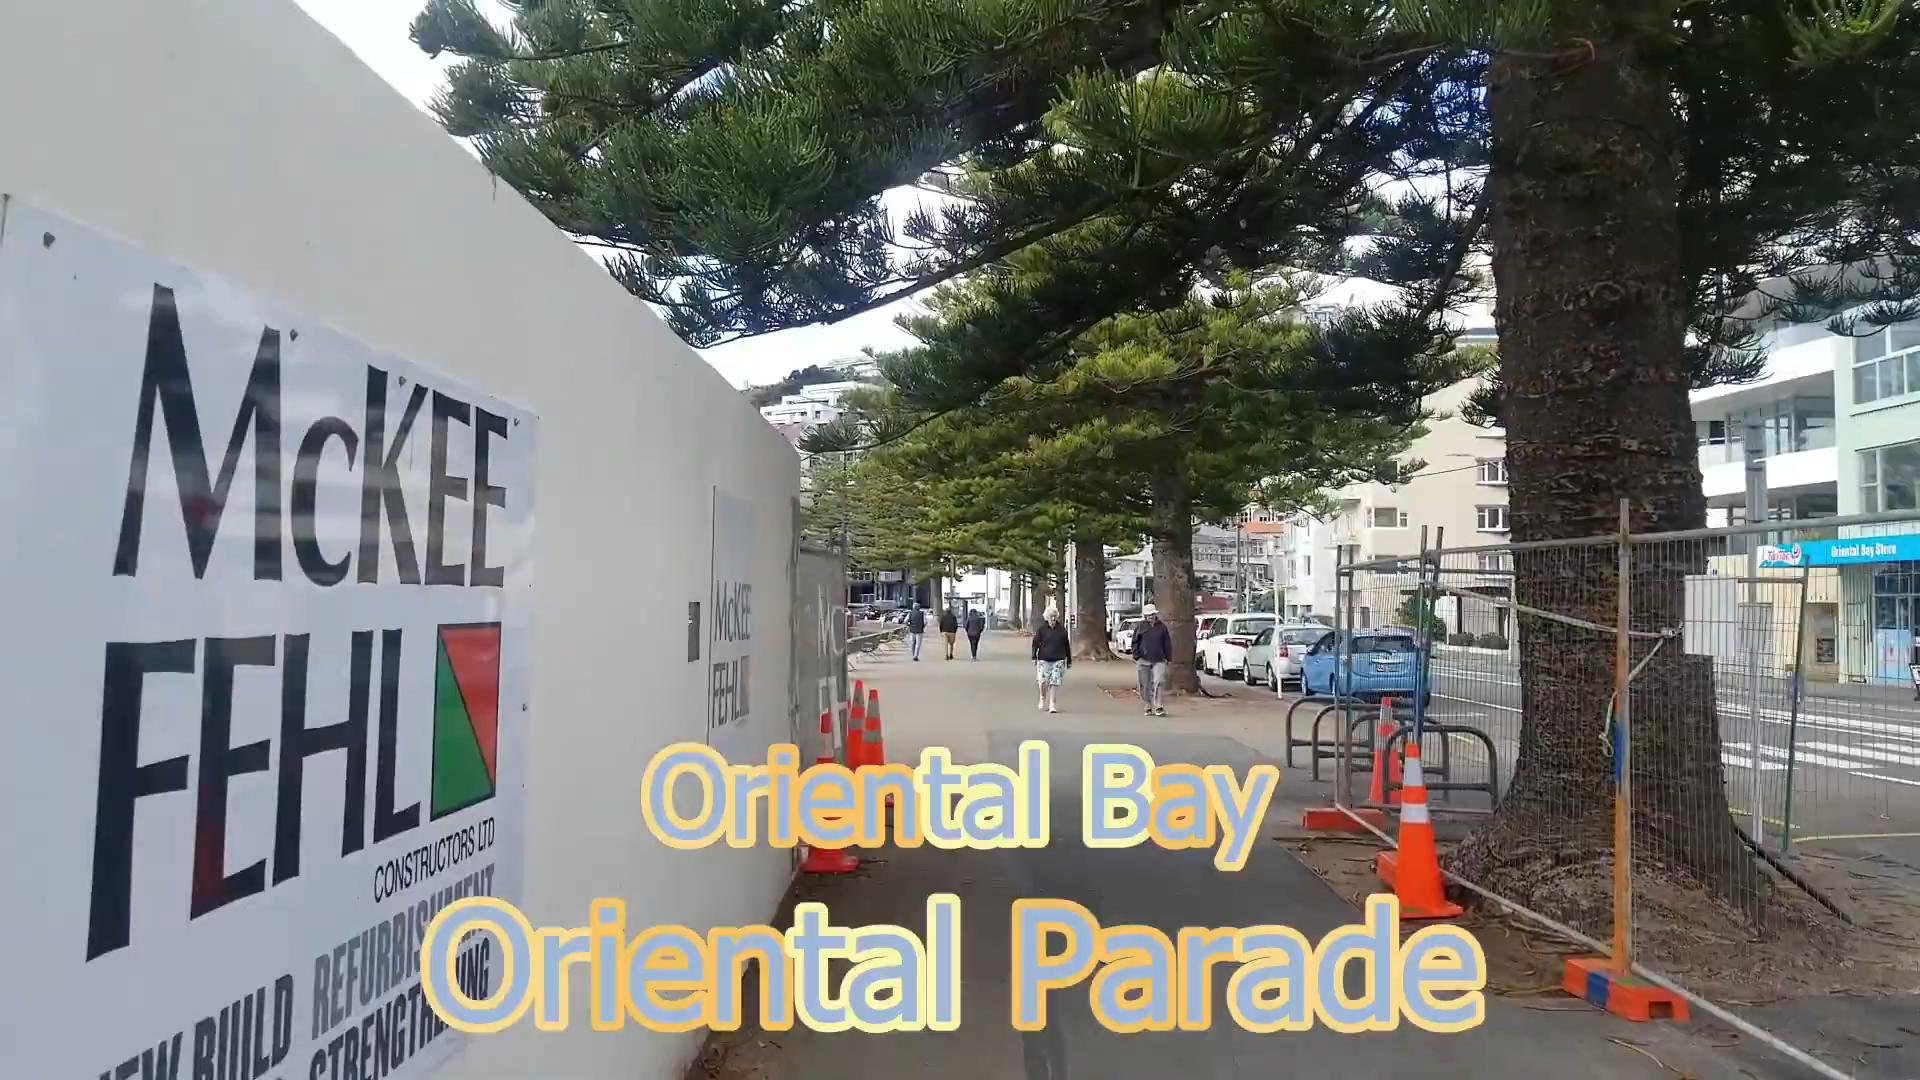 McKEE
FEHL
CONSTRUCTORS LTD
NEW BUILD REFURBISHMENT
STRENGTHENING
McKEE
FEHL
Oriental Bay Store
Oriental Bay
Oriental Parade